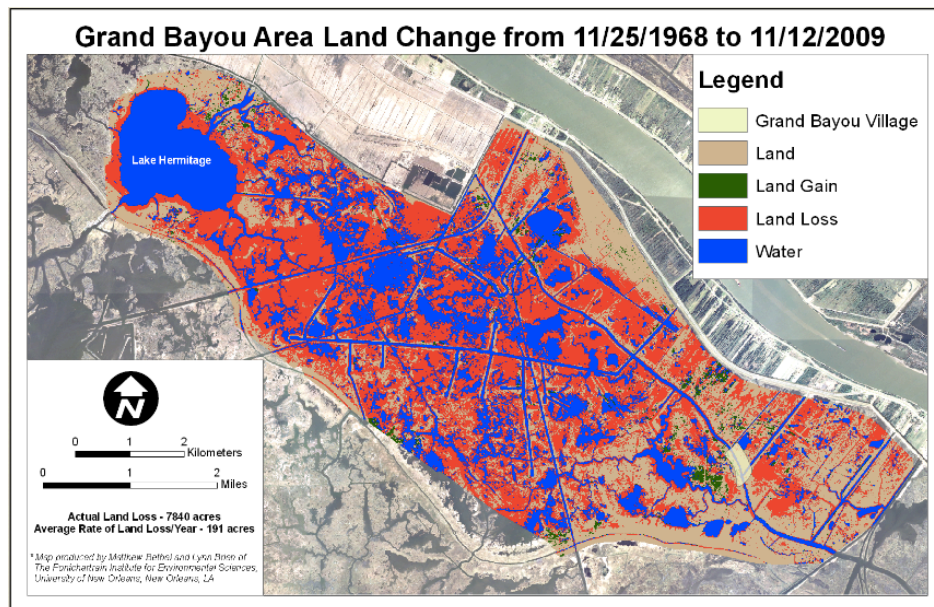 Grand Bayou Area Land Change from 11/25/1968 to 11/12/2009
Legend
Grand Bayou Village
Land
Land Gain
Land Loss
Water
Lake Hermitage
N
0 1 2
Kilometers
0 1 2
Miles
Actual Land Loss - 7840 acres
Average Rate of Land Loss/Year - 191 acres
* Map produced by Matthew Bethel and Lynn Brien of
The Pontchartrain Institute for Environmental Sciences,
University of New Orleans, New Orleans, LA